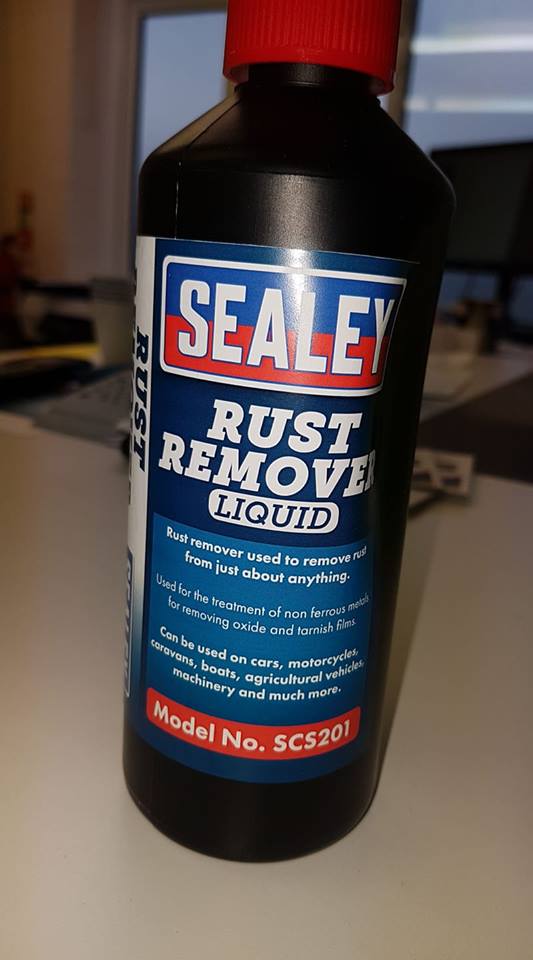 SEALEY
RUST
REMOVER
LIQUID
Rust remover used to remove rust
from just about anything.
Used for the treatment of non ferrous metals
for removing oxide and tarnish films.
Can be used on cars, motorcycles,
caravans, boats, agricultural vehicles,
machinery and much more.
Model No. SCS201
RUST